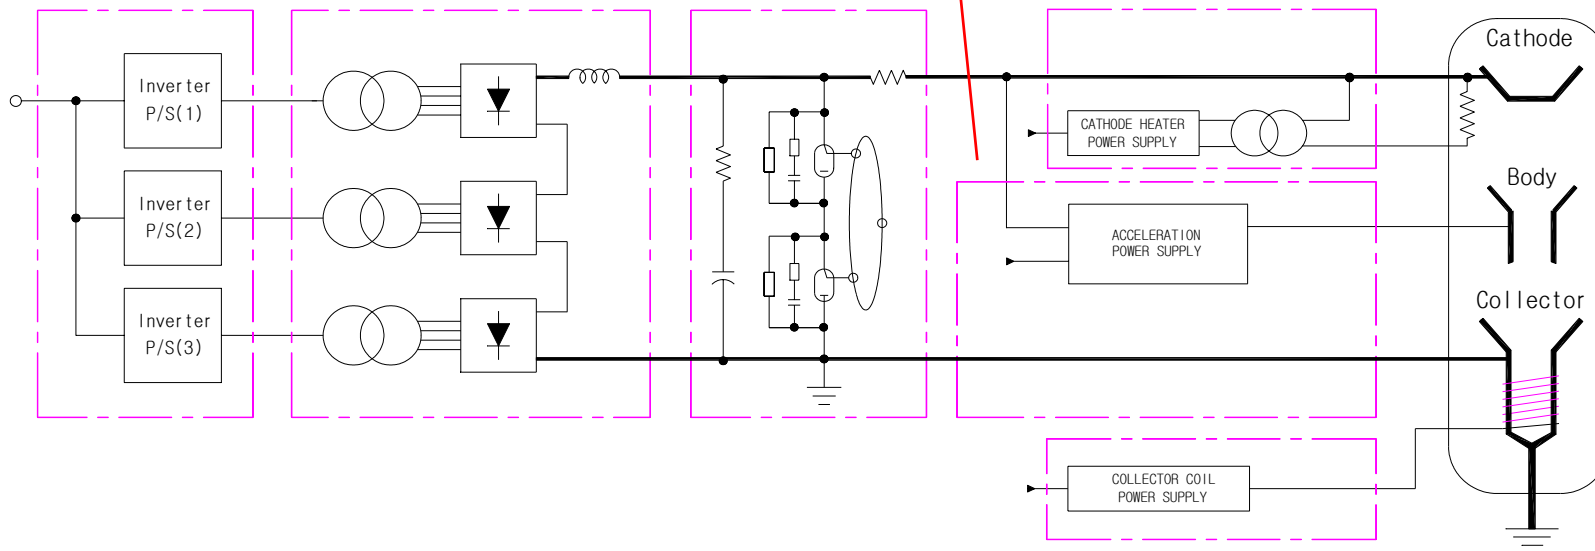 Cathode
Inverter
P/S(1)
CATHODE HEATER
POWER SUPPLY
Body
Inverter
P/S(2)
ACCELERATION
POWER SUPPLY
Collector
Inverter
P/S(3)
COLLECTOR COIL
POWER SUPPLY